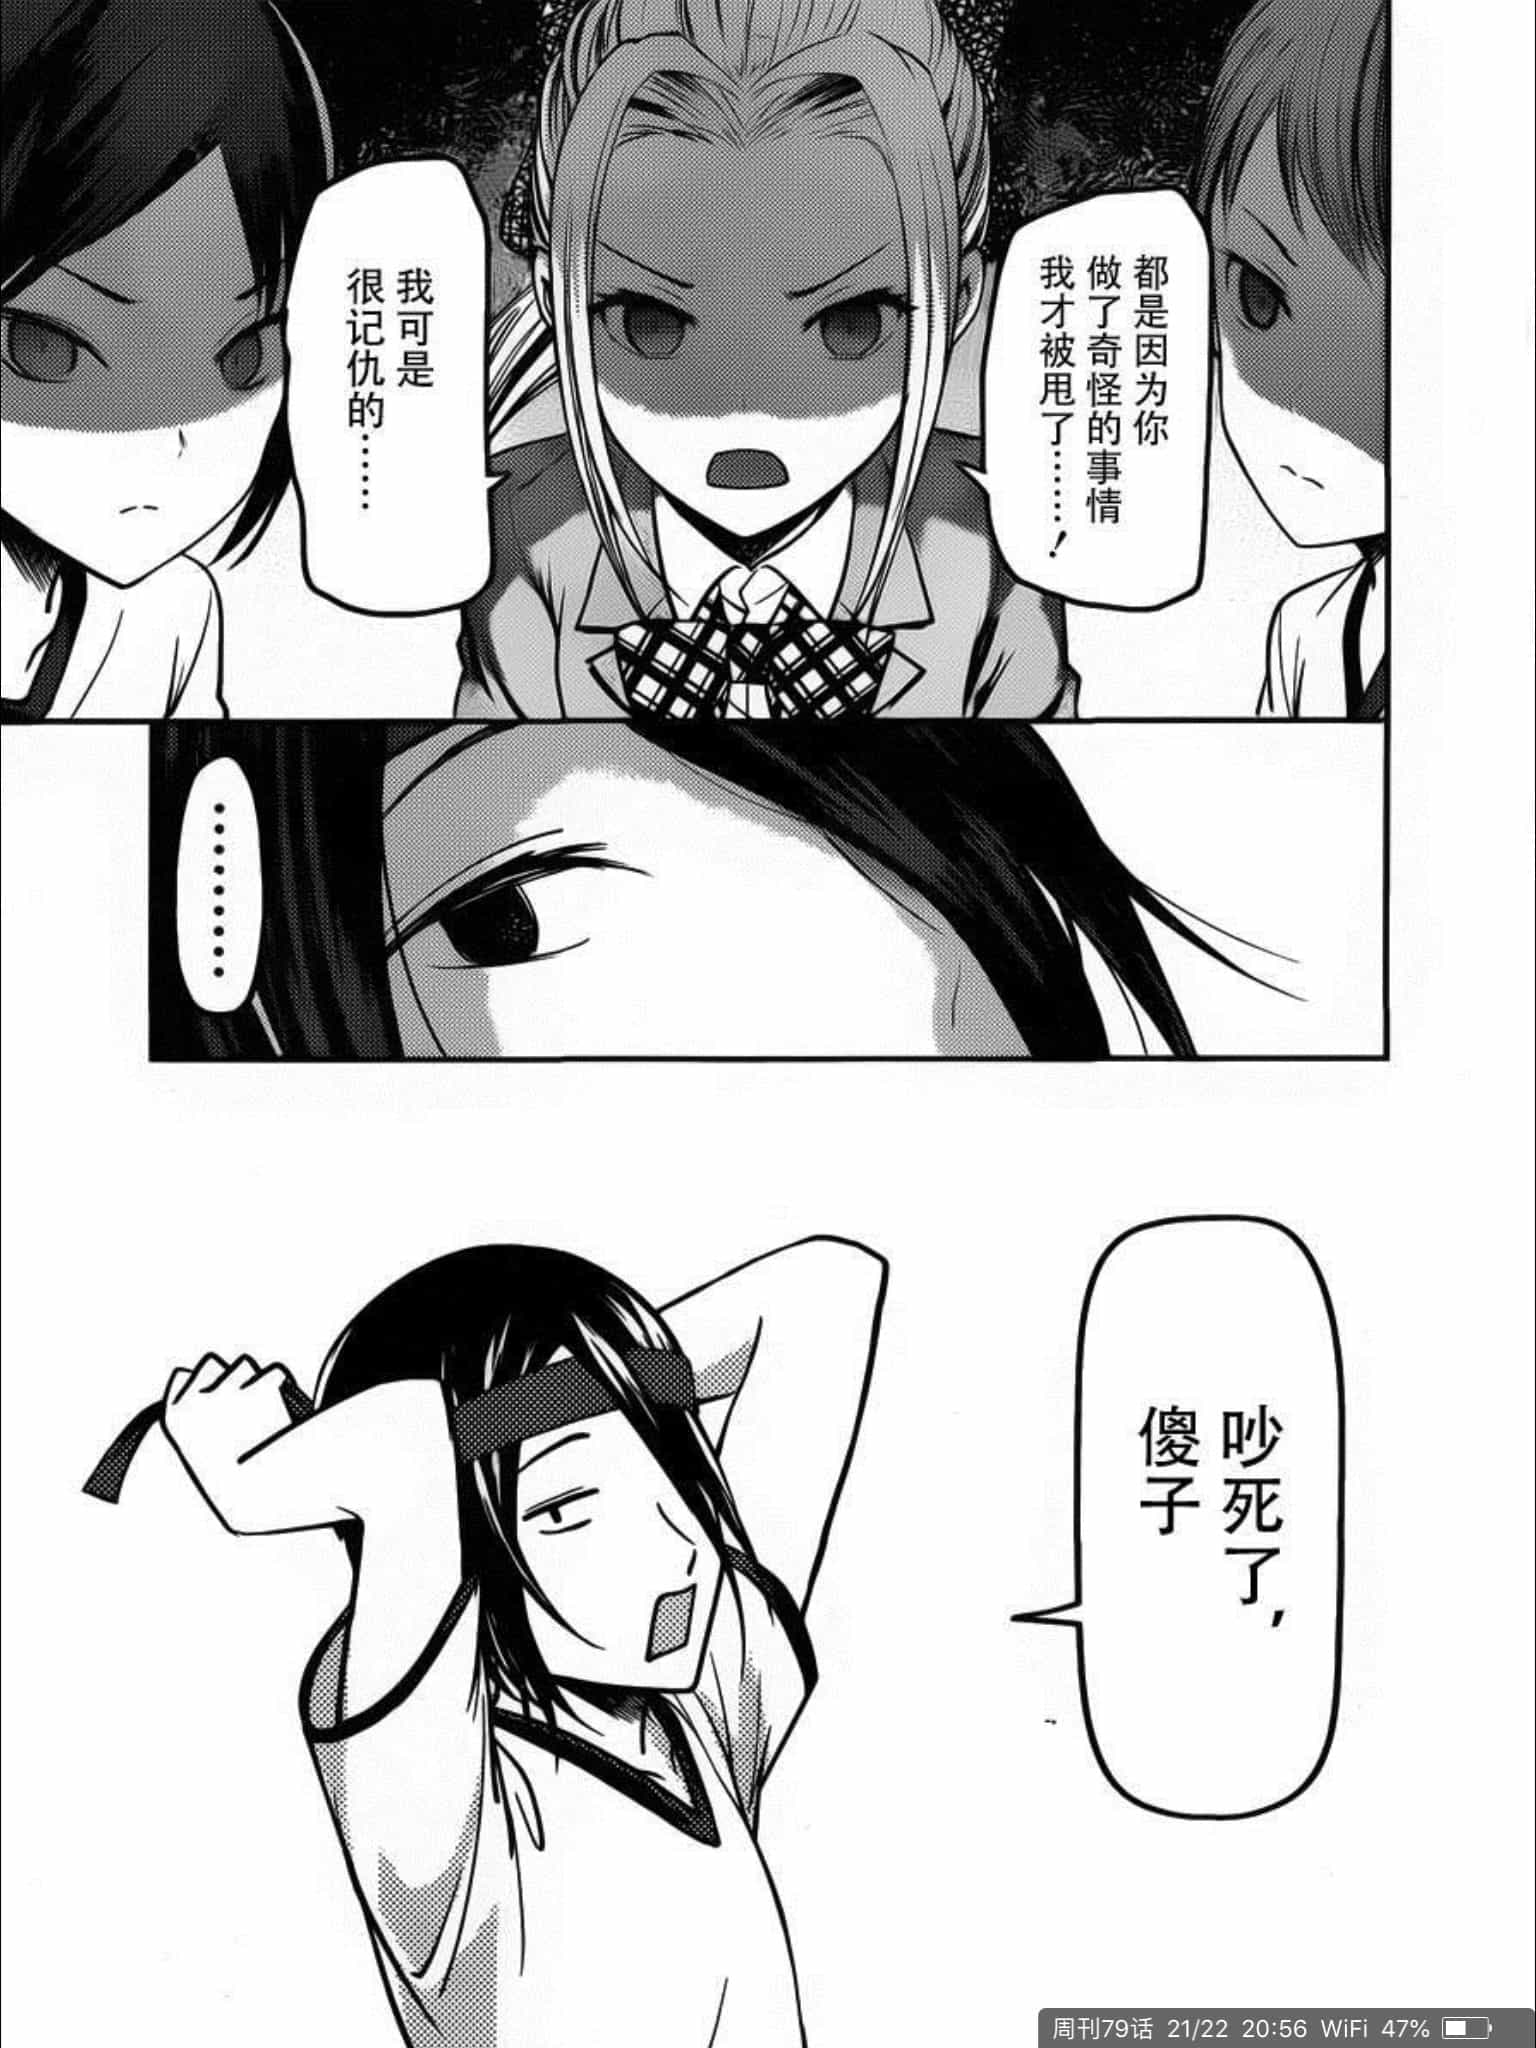 都是因为你
做了奇怪的事情
我才被甩了……！
我可是
很记仇的……
………
吵死了，
傻子
周刊79话 21/22 20:56 WiFi 47%